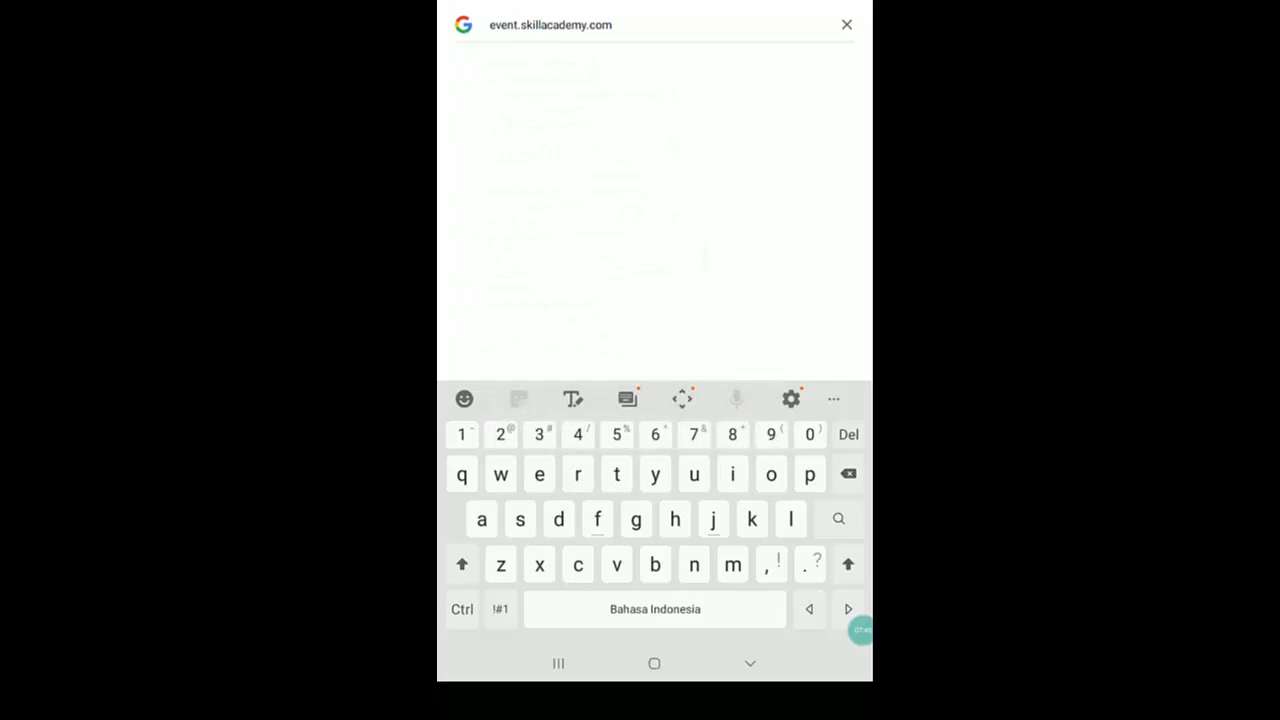 event.skillacademy.com
1 - 2 @ 3 # 4 / 5 % 6 ^ 7 & 8 * 9 ( 0 ) Del
q w e r t y u i o p
a s d f g h j k l
z x c v b n m , ! . ?
Ctrl !#1 Bahasa Indonesia